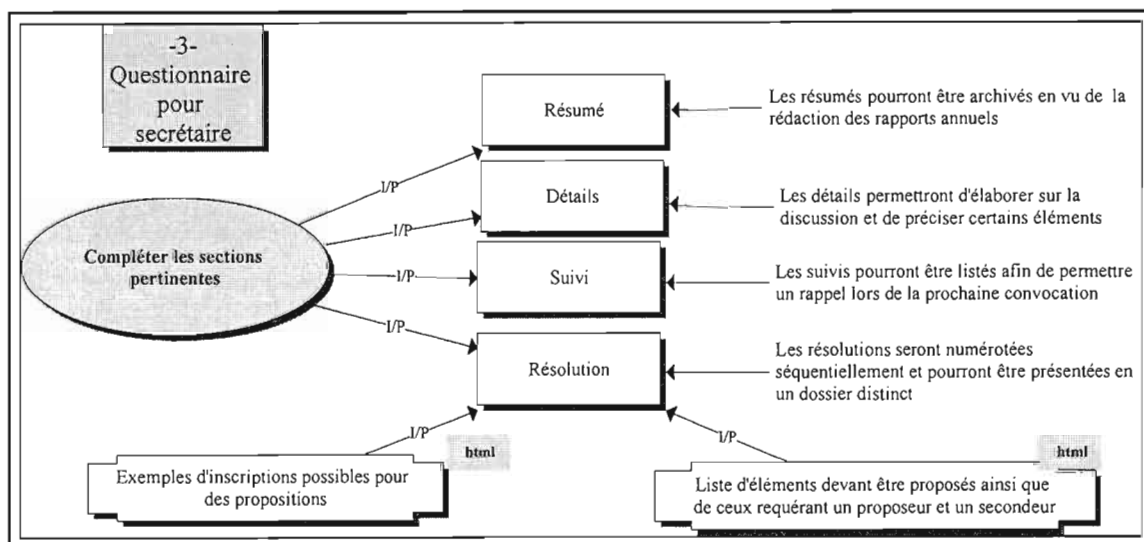 -3-
Questionnaire
pour
secrétaire
Résumé
Les résumés pourront être archivés en vu de la
rédaction des rapports annuels
I/P
Détails
Les détails permettront d'élaborer sur la
discussion et de préciser certains éléments
I/P
Compléter les sections
pertinentes
I/P
Suivi
Les suivis pourront être listés afin de permettre
un rappel lors de la prochaine convocation
I/P
Résolution
Les résolutions seront numérotées
séquentiellement et pourront être présentées en
un dossier distinct
I/P
I/P
html
Exemples d'inscriptions possibles pour
des propositions
html
Liste d'éléments devant être proposés ainsi que
de ceux requérant un proposeur et un secondeur